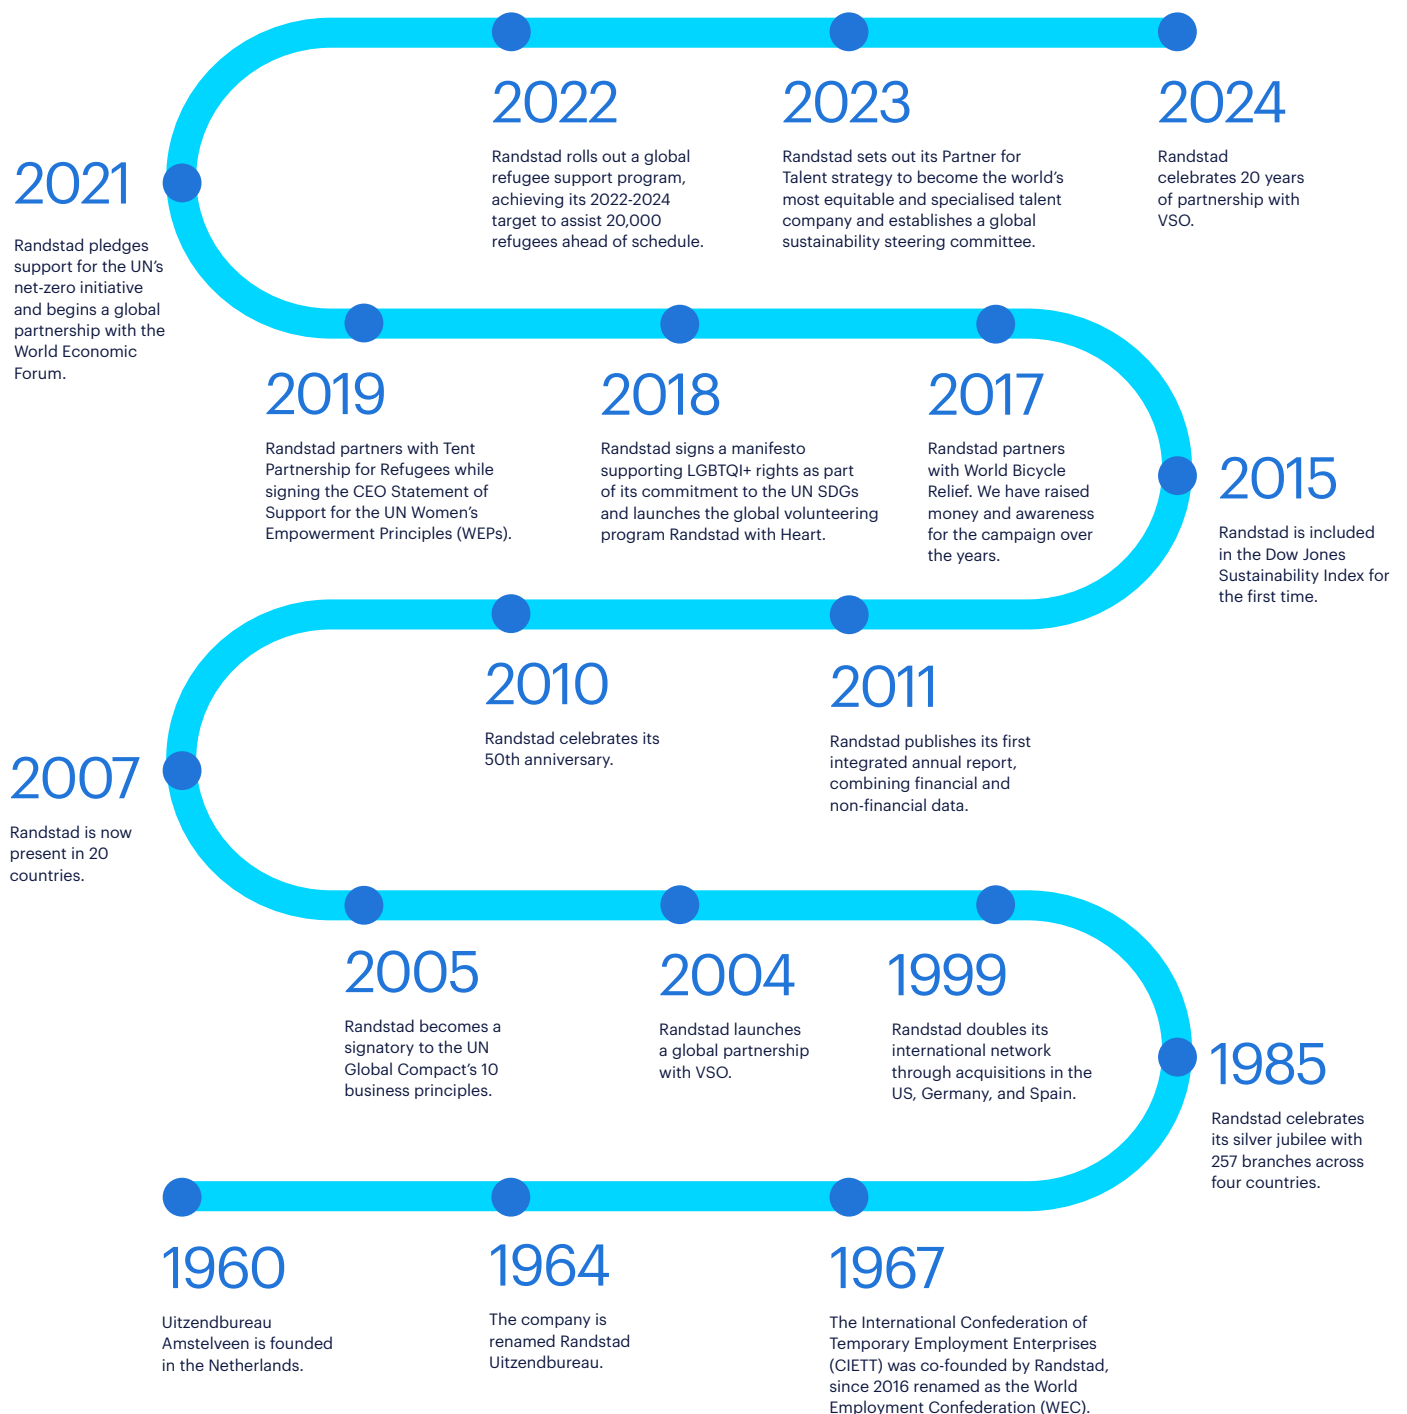 2022
Randstad rolls out a global
refugee support program,
achieving its 2022-2024
target to assist 20,000
refugees ahead of schedule.
2023
Randstad sets out its Partner for
Talent strategy to become the world’s
most equitable and specialised talent
company and establishes a global
sustainability steering committee.
2024
Randstad
celebrates 20 years
of partnership with
VSO.
2021
Randstad pledges
support for the UN’s
net-zero initiative
and begins a global
partnership with the
World Economic
Forum.
2019
Randstad partners with Tent
Partnership for Refugees while
signing the CEO Statement of
Support for the UN Women’s
Empowerment Principles (WEPs).
2018
Randstad signs a manifesto
supporting LGBTQI+ rights as part
of its commitment to the UN SDGs
and launches the global volunteering
program Randstad with Heart.
2017
Randstad partners
with World Bicycle
Relief. We have raised
money and awareness
for the campaign over
the years.
2015
Randstad is included
in the Dow Jones
Sustainability Index for
the first time.
2010
Randstad celebrates its
50th anniversary.
2011
Randstad publishes its first
integrated annual report,
combining financial and
non-financial data.
2007
Randstad is now
present in 20
countries.
2005
Randstad becomes a
signatory to the UN
Global Compact’s 10
business principles.
2004
Randstad launches
a global partnership
with VSO.
1999
Randstad doubles its
international network
through acquisitions in the
US, Germany, and Spain.
1985
Randstad celebrates
its silver jubilee with
257 branches across
four countries.
1960
Uitzendbureau
Amstelveen is founded
in the Netherlands.
1964
The company is
renamed Randstad
Uitzendbureau.
1967
The International Confederation of
Temporary Employment Enterprises
(CIETT) was co-founded by Randstad,
since 2016 renamed as the World
Employment Confederation (WEC).